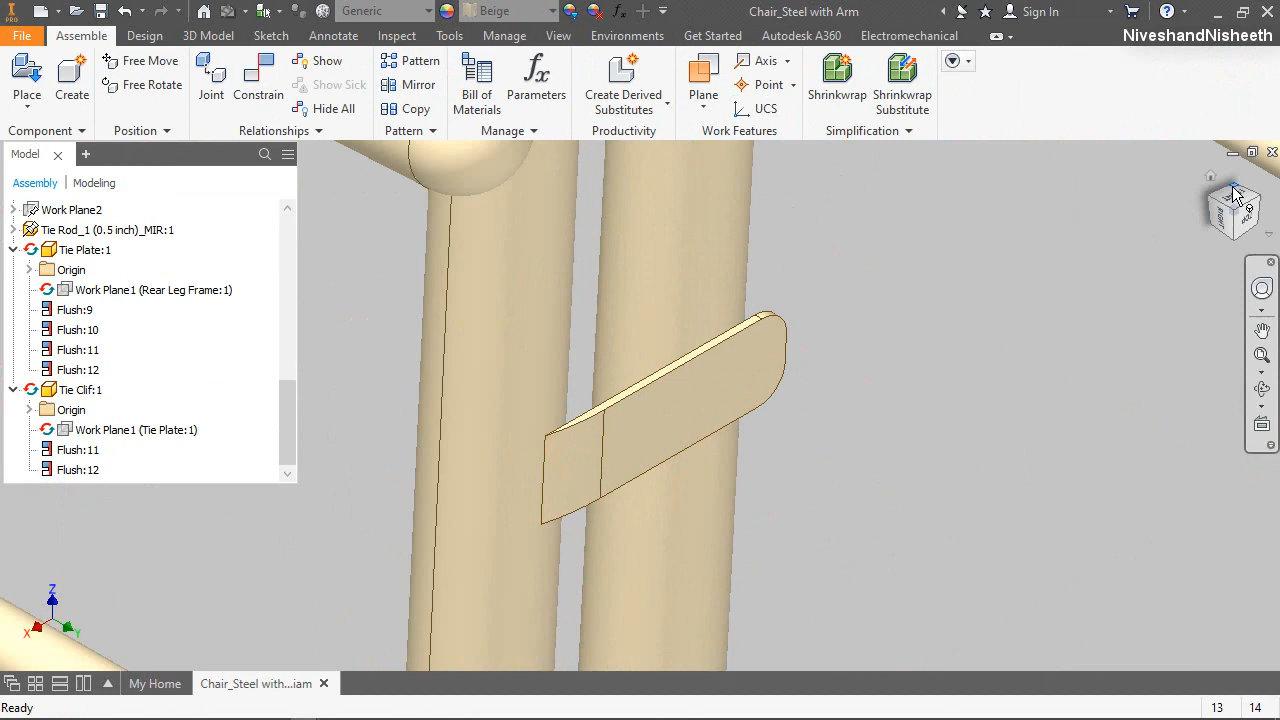 PRO
Generic
Beige
Chair_Steel with Arm
Sign In
File
Assemble
Design
3D Model
Sketch
Annotate
Inspect
Tools
Manage
View
Environments
Get Started
Autodesk A360
Electromechanical
NiveshandNisheeth
Place
Create
Free Move
Free Rotate
Joint
Constrain
Show
Show Sick
Hide All
Pattern
Mirror
Copy
Bill of
Materials
Parameters
Create Derived
Substitutes
Plane
Axis
Point
UCS
Shrinkwrap
Shrinkwrap
Substitute
Component
Position
Relationships
Pattern
Manage
Productivity
Work Features
Simplification
Model
Assembly
Modeling
Work Plane2
Tie Rod_1 (0.5 inch)_MIR:1
Tie Plate:1
Origin
Work Plane1 (Rear Leg Frame:1)
Flush:9
Flush:10
Flush:11
Flush:12
Tie Clif:1
Origin
Work Plane1 (Tie Plate:1)
Flush:11
Flush:12
Z
X
Y
My Home
Chair_Steel with...iam
Ready
13
14